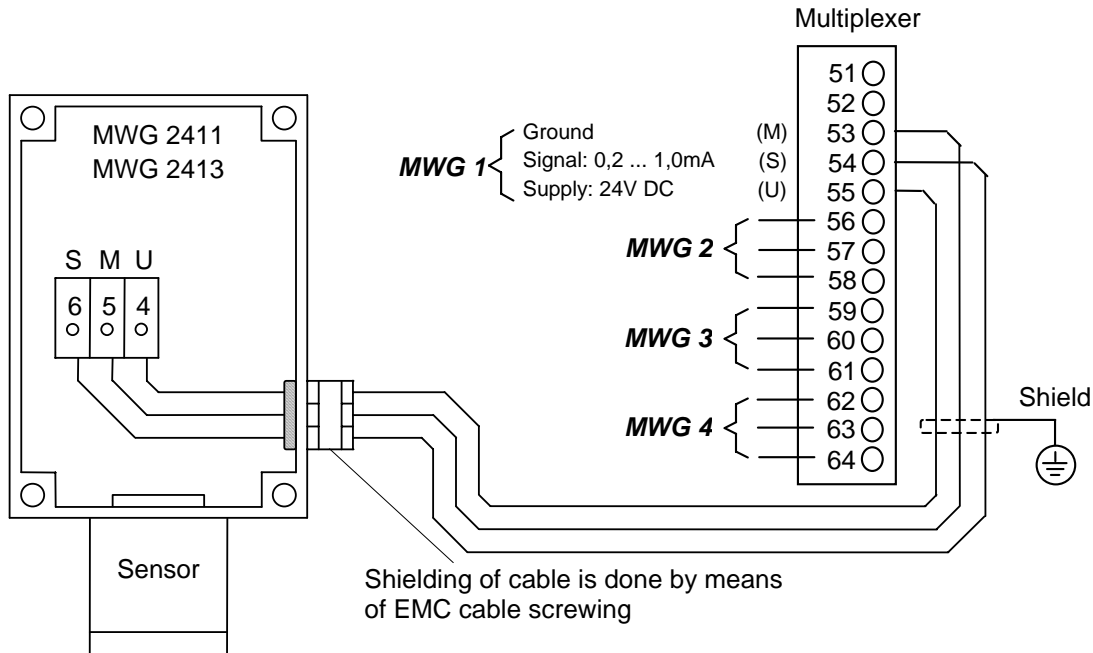 Multiplexer
MWG 2411
MWG 2413
S M U
6 5 4
Sensor
MWG 1
Ground (M)
Signal: 0,2 ... 1,0mA (S)
Supply: 24V DC (U)
MWG 2
MWG 3
MWG 4
51
52
53
54
55
56
57
58
59
60
61
62
63
64
Shield
Shielding of cable is done by means
of EMC cable screwing